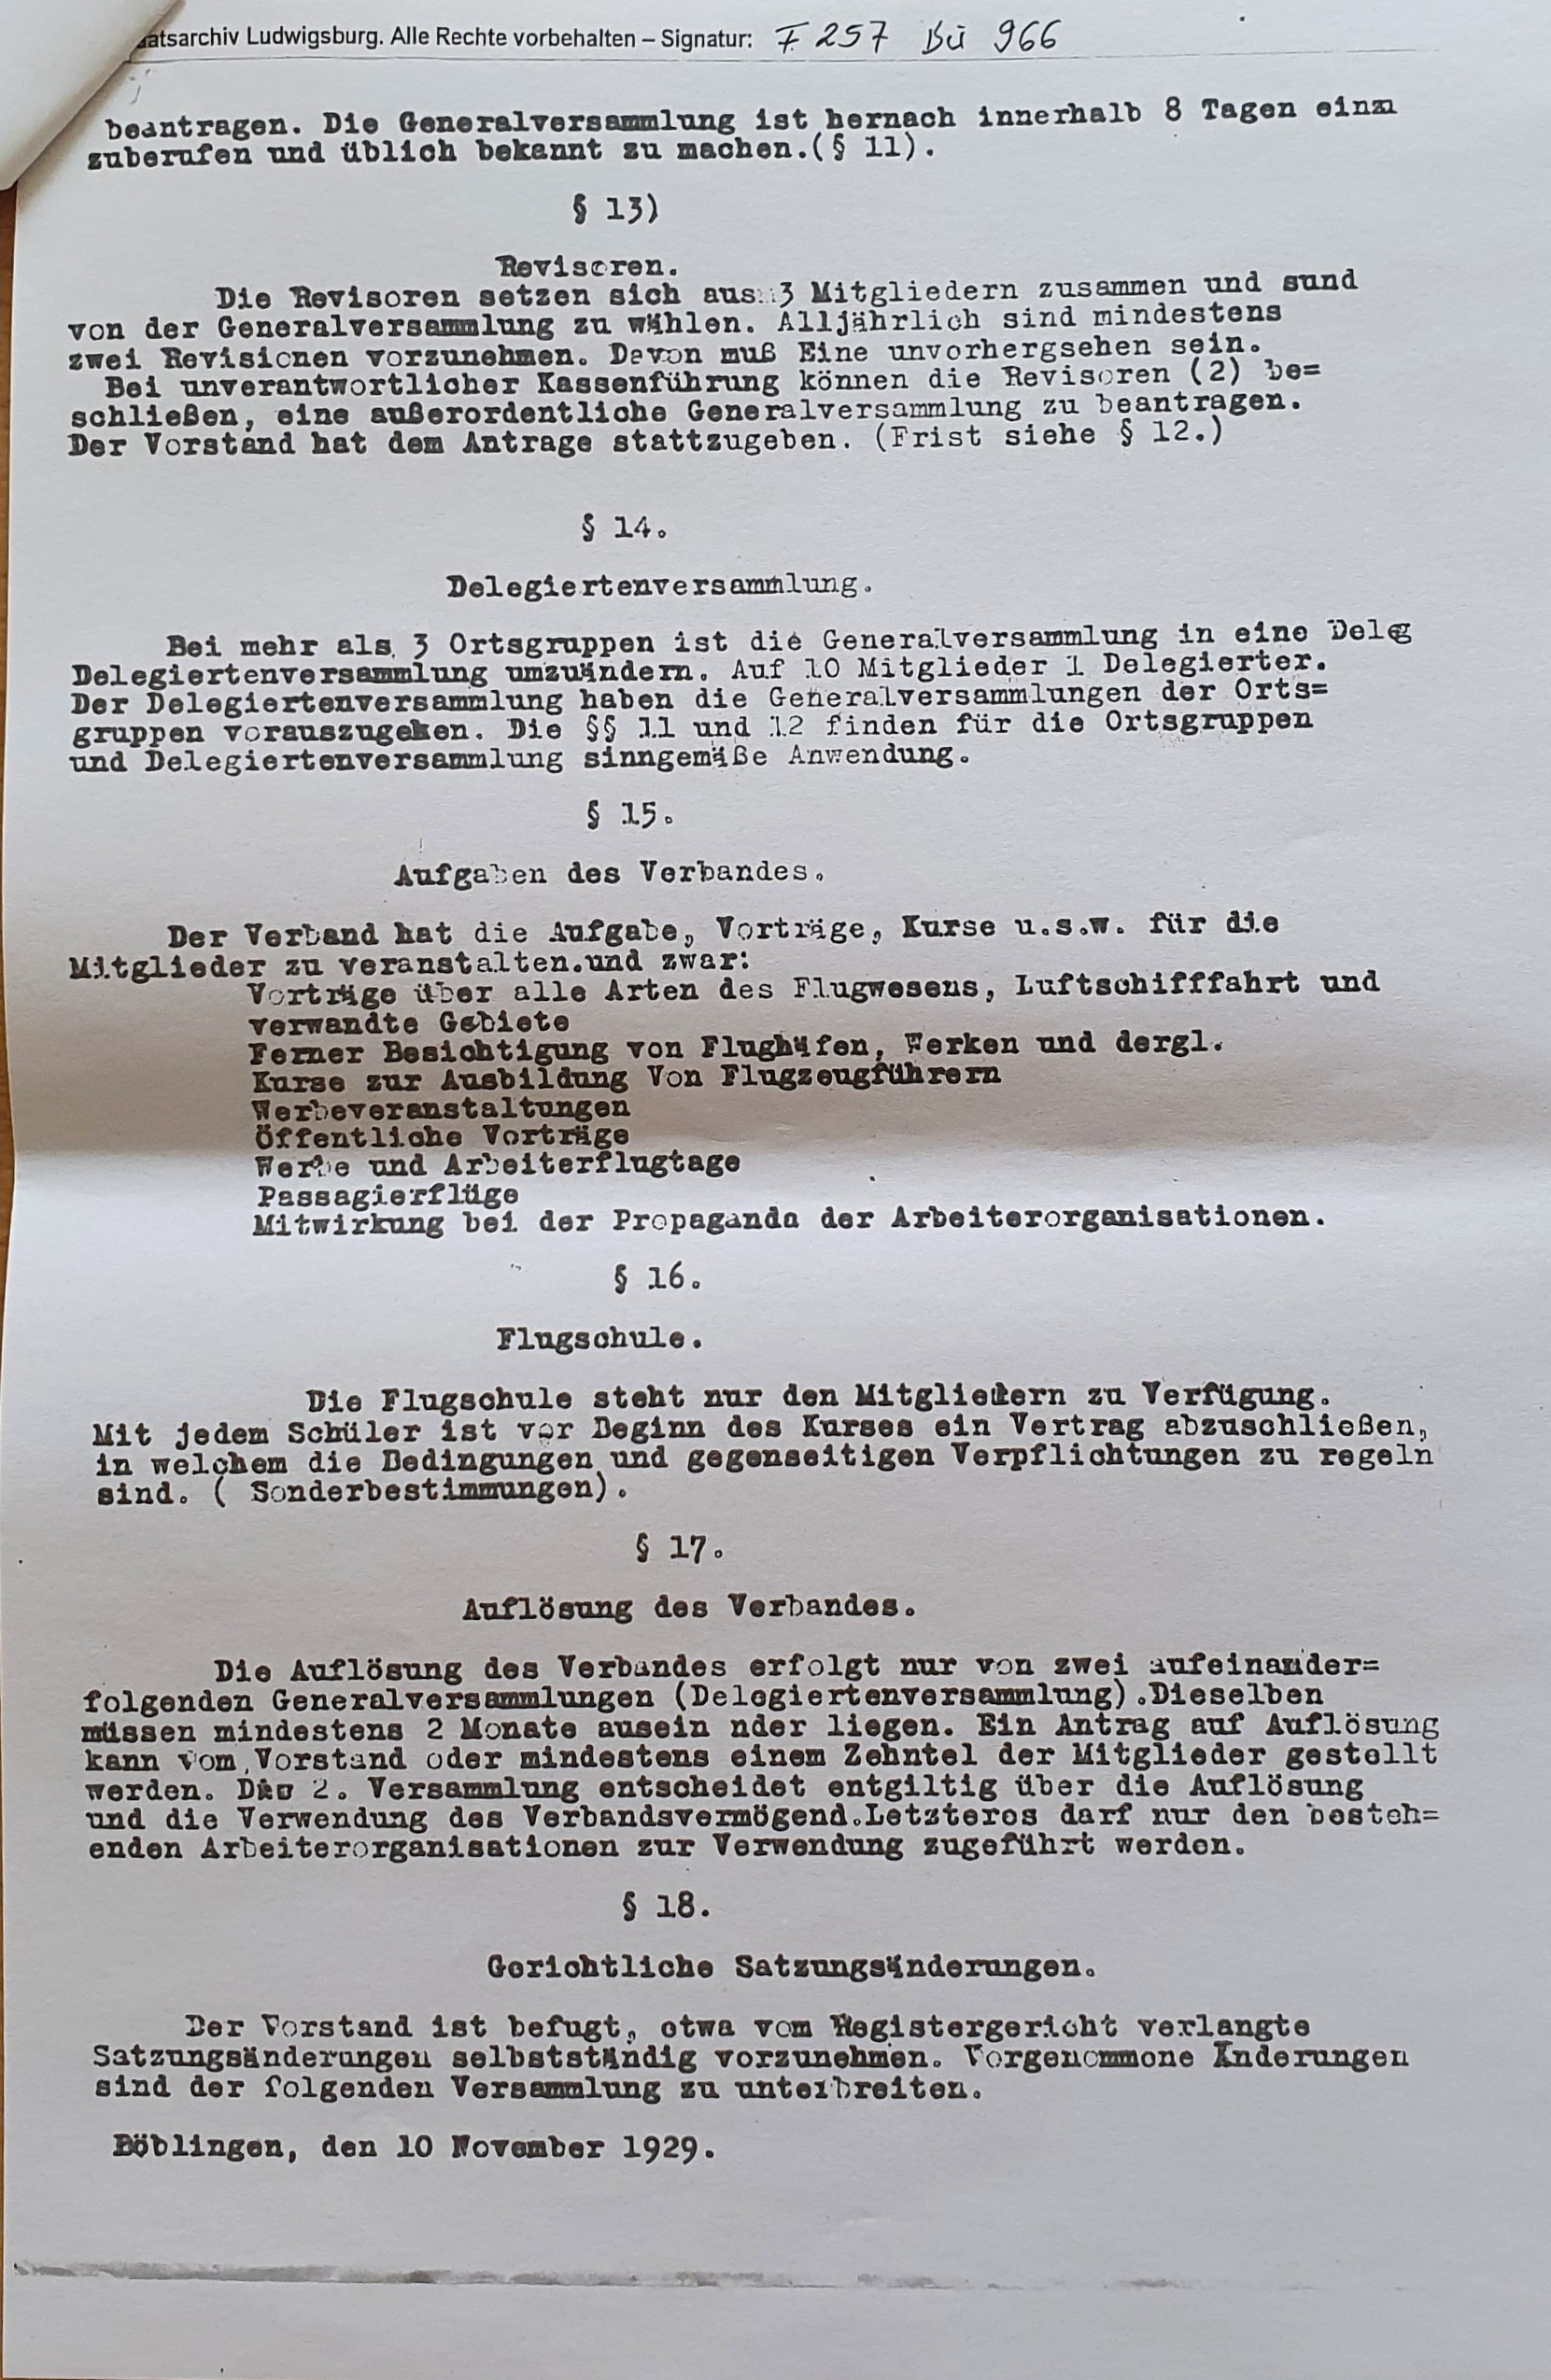 atsarchiv Ludwigsburg. Alle Rechte vorbehalten – Signatur: F 257 Bü 966
beantragen. Die Generalversammlung ist hernach innerhalb 8 Tagen einzu
zuberufen und üblich bekannt zu machen.(§ 11).
§ 13)
Revisoren.
Die Revisoren setzen sich aus 3 Mitgliedern zusammen und sund
von der Generalversammlung zu wählen. Alljährlich sind mindestens
zwei Revisionen vorzunehmen. Davon muß Eine unvorhergsehen sein.
Bei unverantwortlicher Kassenführung können die Revisoren (2) be=
schließen, eine außerordentliche Generalversammlung zu beantragen.
Der Vorstand hat dem Antrage stattzugeben. (Frist siehe § 12.)
§ 14.
Delegiertenversammlung.
Bei mehr als 3 Ortsgruppen ist die Generalversammlung in eine Deleg
Delegiertenversammlung umzuändern. Auf 10 Mitglieder 1 Delegierter.
Der Delegiertenversammlung haben die Generalversammlungen der Orts=
gruppen vorauszugehen. Die §§ 11 und 12 finden für die Ortsgruppen
und Delegiertenversammlung sinngemäße Anwendung.
§ 15.
Aufgaben des Verbandes.
Der Verband hat die Aufgabe, Vorträge, Kurse u.s.w. für die
Mitglieder zu veranstalten.und zwar:
Vorträge über alle Arten des Flugwesens, Luftschifffahrt und
verwandte Gebiete
Ferner Besichtigung von Flughäfen, Werken und dergl.
Kurse zur Ausbildung Von Flugzeugführern
Werbeveranstaltungen
Öffentliche Vorträge
Werbe und Arbeiterflugtage
Passagierflüge
Mitwirkung bei der Propaganda der Arbeiterorganisationen.
§ 16.
Flugschule.
Die Flugschule steht nur den Mitgliedern zu Verfügung.
Mit jedem Schüler ist vor Beginn des Kurses ein Vertrag abzuschließen,
in welchem die Bedingungen und gegenseitigen Verpflichtungen zu regeln
sind. ( Sonderbestimmungen).
§ 17.
Auflösung des Verbandes.
Die Auflösung des Verbandes erfolgt nur von zwei aufeinander=
folgenden Generalversammlungen (Delegiertenversammlung).Dieselben
müssen mindestens 2 Monate ausein nder liegen. Ein Antrag auf Auflösung
kann vom Vorstand oder mindestens einem Zehntel der Mitglieder gestellt
werden. Die 2. Versammlung entscheidet entgiltig über die Auflösung
und die Verwendung des Verbandsvermögend.Letzteres darf nur den besteh=
enden Arbeiterorganisationen zur Verwendung zugeführt werden.
§ 18.
Gerichtliche Satzungsänderungen.
Der Vorstand ist befugt, etwa vom Registergericht verlangte
Satzungsänderungen selbstständig vorzunehmen. Vorgenommone Änderungen
sind der folgenden Versammlung zu unterbreiten.
Böblingen, den 10 November 1929.